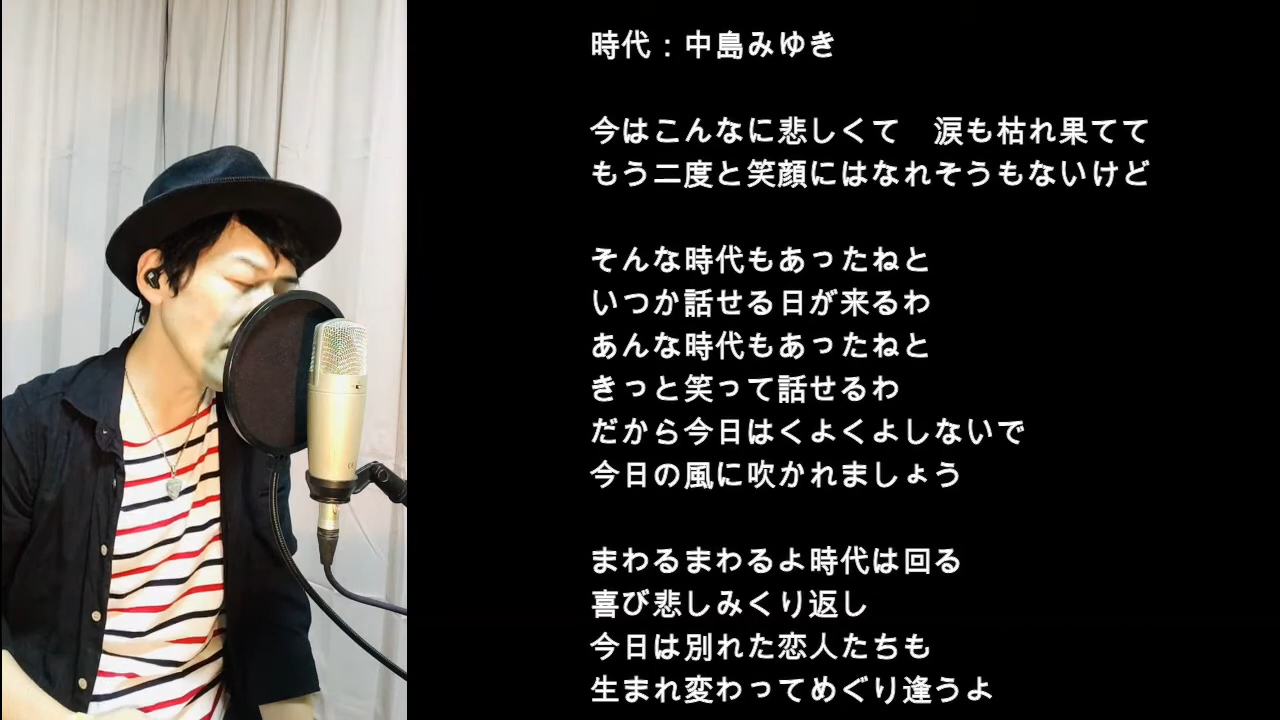 時代：中島みゆき
今はこんなに悲しくて　涙も枯れ果てて
もう二度と笑顔にはなれそうもないけど
そんな時代もあったねと
いつか話せる日が来るわ
あんな時代もあったねと
きっと笑って話せるわ
だから今日はくよくよしないで
今日の風に吹かれましょう
まわるまわるよ時代は回る
喜び悲しみくり返し
今日は別れた恋人たちも
生まれ変わってめぐり逢うよ